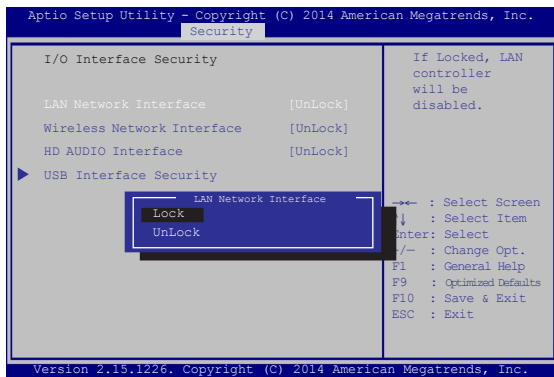 Aptio Setup Utility - Copyright (C) 2014 American Megatrends, Inc.
Security
I/O Interface Security
LAN Network Interface [UnLock]
Wireless Network Interface [UnLock]
HD AUDIO Interface [UnLock]
USB Interface Security
LAN Network Interface
Lock
UnLock
If Locked, LAN
controller
will be
disabled.
→← : Select Screen
↑↓ : Select Item
Enter: Select
+/— : Change Opt.
F1 : General Help
F9 : Optimized Defaults
F10 : Save & Exit
ESC : Exit
Version 2.15.1226. Copyright (C) 2014 American Megatrends, Inc.